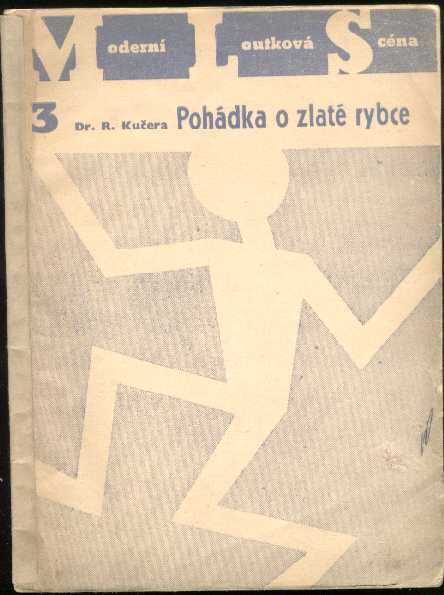 Moderní Loutková Scéna
3 Dr. R. Kučera Pohádka o zlaté rybce